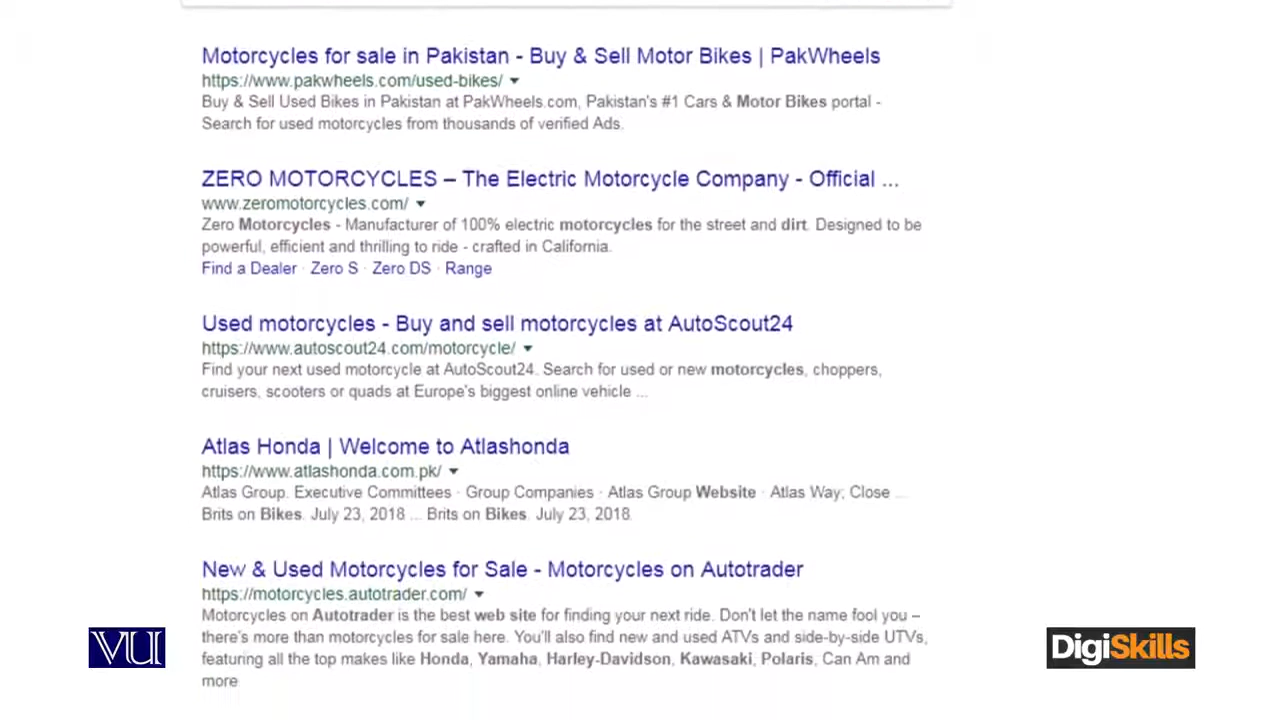 Motorcycles for sale in Pakistan - Buy & Sell Motor Bikes | PakWheels
https://www.pakwheels.com/used-bikes/
Buy & Sell Used Bikes in Pakistan at PakWheels.com, Pakistan's #1 Cars & Motor Bikes portal -
Search for used motorcycles from thousands of verified Ads.
ZERO MOTORCYCLES – The Electric Motorcycle Company - Official ...
www.zeromotorcycles.com/
Zero Motorcycles - Manufacturer of 100% electric motorcycles for the street and dirt. Designed to be
powerful, efficient and thrilling to ride - crafted in California.
Find a Dealer · Zero S · Zero DS · Range
Used motorcycles - Buy and sell motorcycles at AutoScout24
https://www.autoscout24.com/motorcycle/
Find your next used motorcycle at AutoScout24. Search for used or new motorcycles, choppers,
cruisers, scooters or quads at Europe's biggest online vehicle ...
Atlas Honda | Welcome to Atlashonda
https://www.atlashonda.com.pk/
Atlas Group. Executive Committees · Group Companies · Atlas Group Website · Atlas Way; Close ...
Brits on Bikes. July 23, 2018 ... Brits on Bikes. July 23, 2018.
New & Used Motorcycles for Sale - Motorcycles on Autotrader
https://motorcycles.autotrader.com/
Motorcycles on Autotrader is the best web site for finding your next ride. Don't let the name fool you –
there's more than motorcycles for sale here. You'll also find new and used ATVs and side-by-side UTVs,
featuring all the top makes like Honda, Yamaha, Harley-Davidson, Kawasaki, Polaris, Can Am and
more
VU
DigiSkills